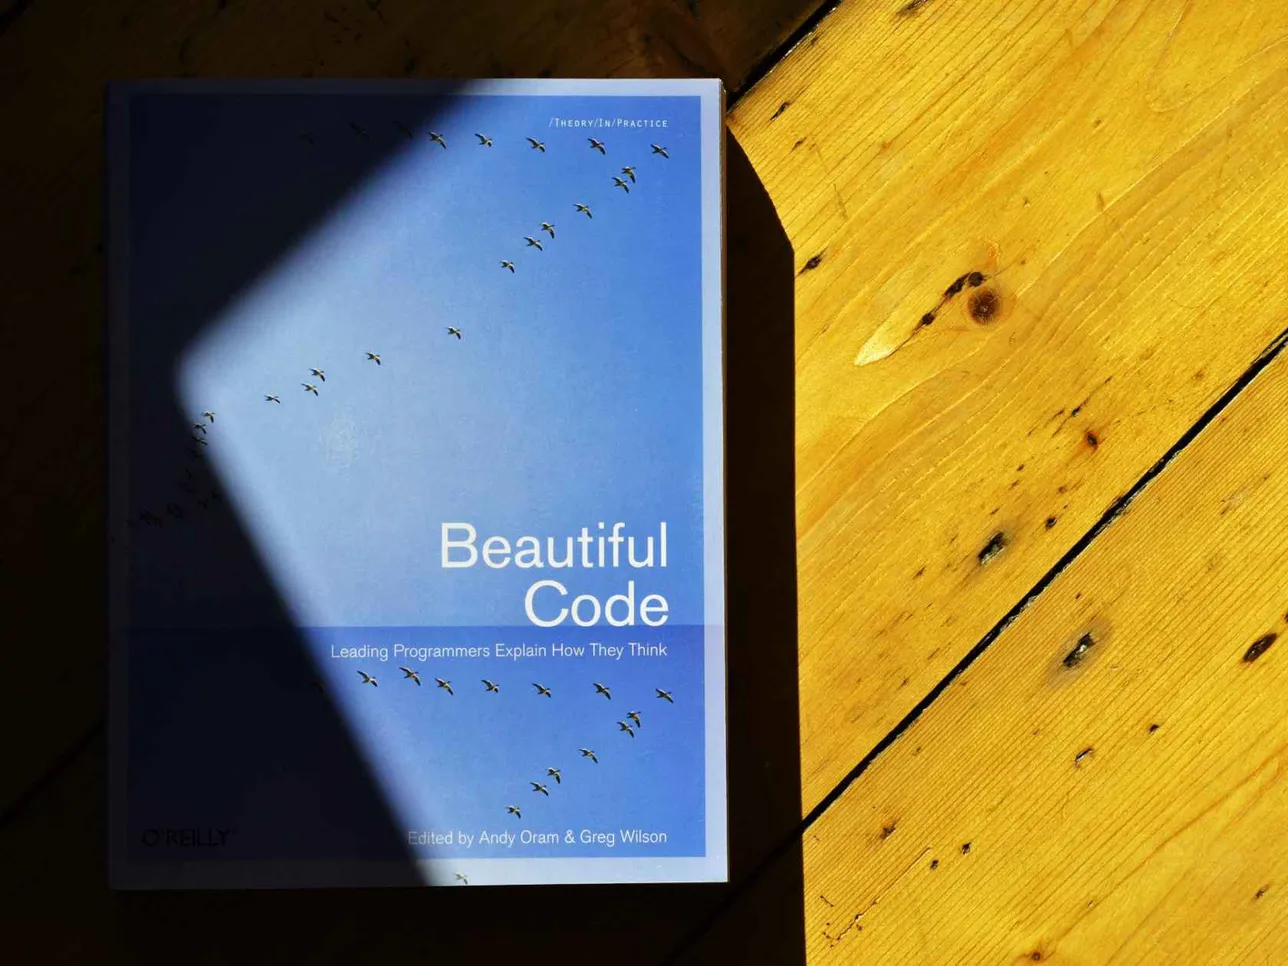 /THEORY/IN/PRACTICE
Beautiful
Code
Leading Programmers Explain How They Think
O'REILLY
Edited by Andy Oram & Greg Wilson